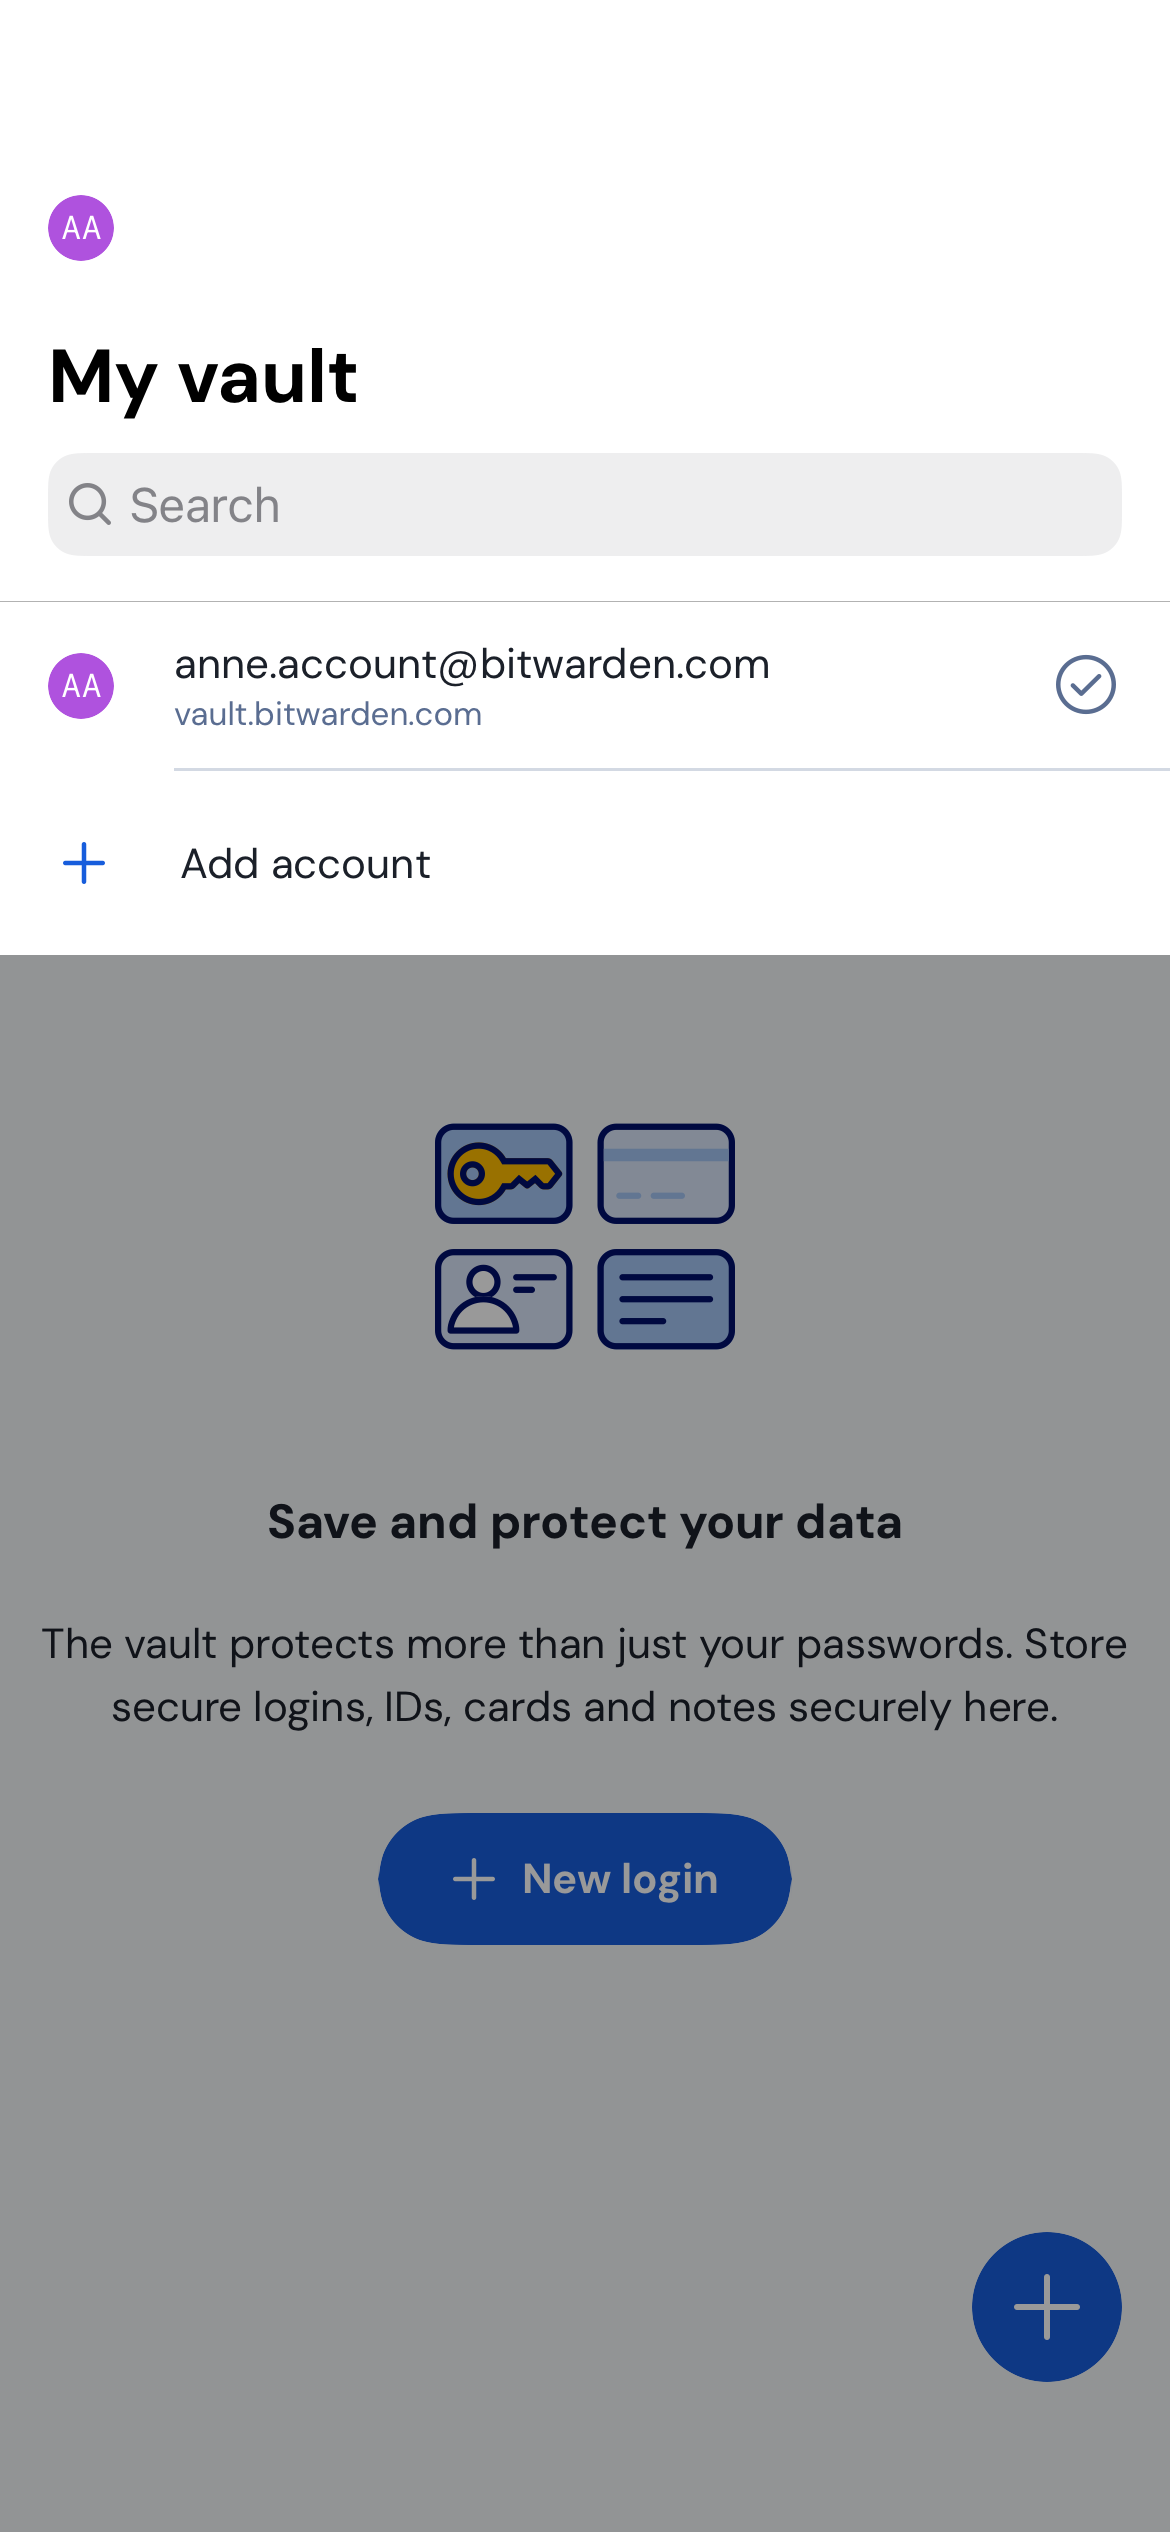 AA
My vault
Search
AA
anne.account@bitwarden.com
vault.bitwarden.com
Add account
Save and protect your data
The vault protects more than just your passwords. Store
secure logins, IDs, cards and notes securely here.
New login